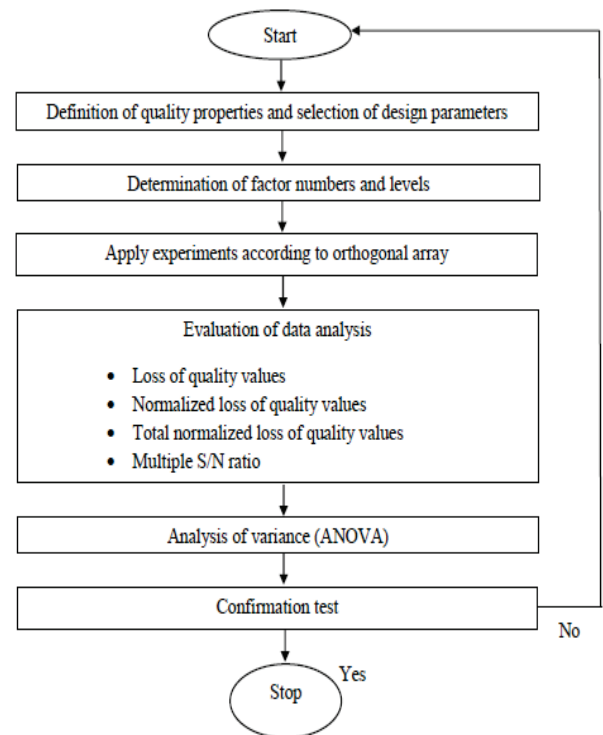 Start
Definition of quality properties and selection of design parameters
Determination of factor numbers and levels
Apply experiments according to orthogonal array
Evaluation of data analysis
• Loss of quality values
• Normalized loss of quality values
• Total normalized loss of quality values
• Multiple S/N ratio
Analysis of variance (ANOVA)
Confirmation test
No
Yes
Stop